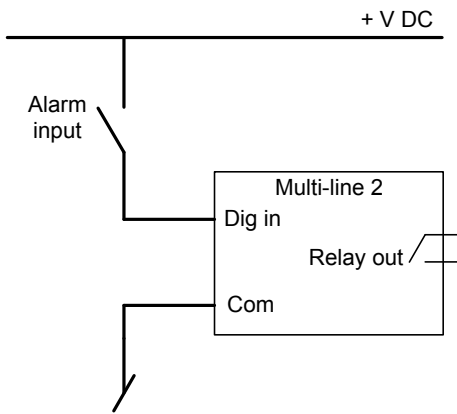 + V DC
Alarm
input
Multi-line 2
Dig in
Relay out
Com